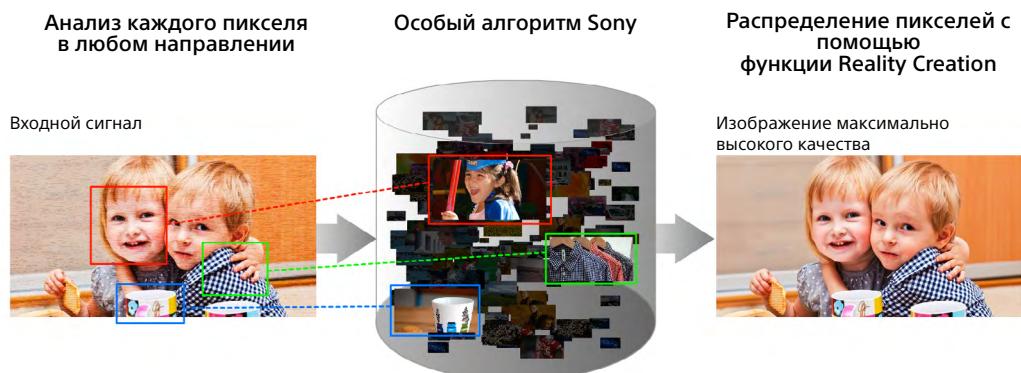 Анализ каждого пикселя
в любом направлении
Особый алгоритм Sony
Распределение пикселей с
помощью
функции Reality Creation
Входной сигнал
Изображение максимально
высокого качества